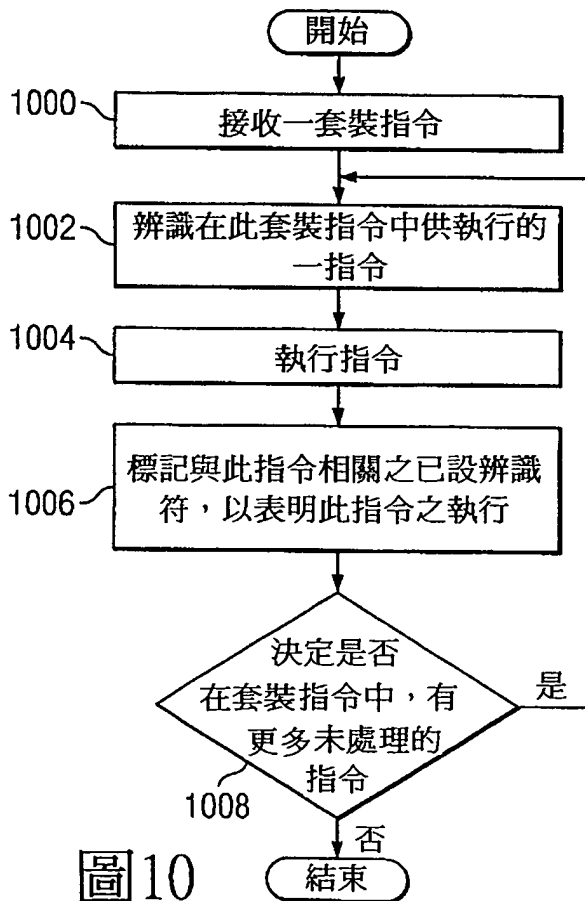 開始
1000
接收一套裝指令
1002
辨識在此套裝指令中供執行的
一指令
1004
執行指令
1006
標記與此指令相關之已設辨識
符，以表明此指令之執行
決定是否
在套裝指令中，有
更多未處理的
指令
是
1008
否
結束
圖10